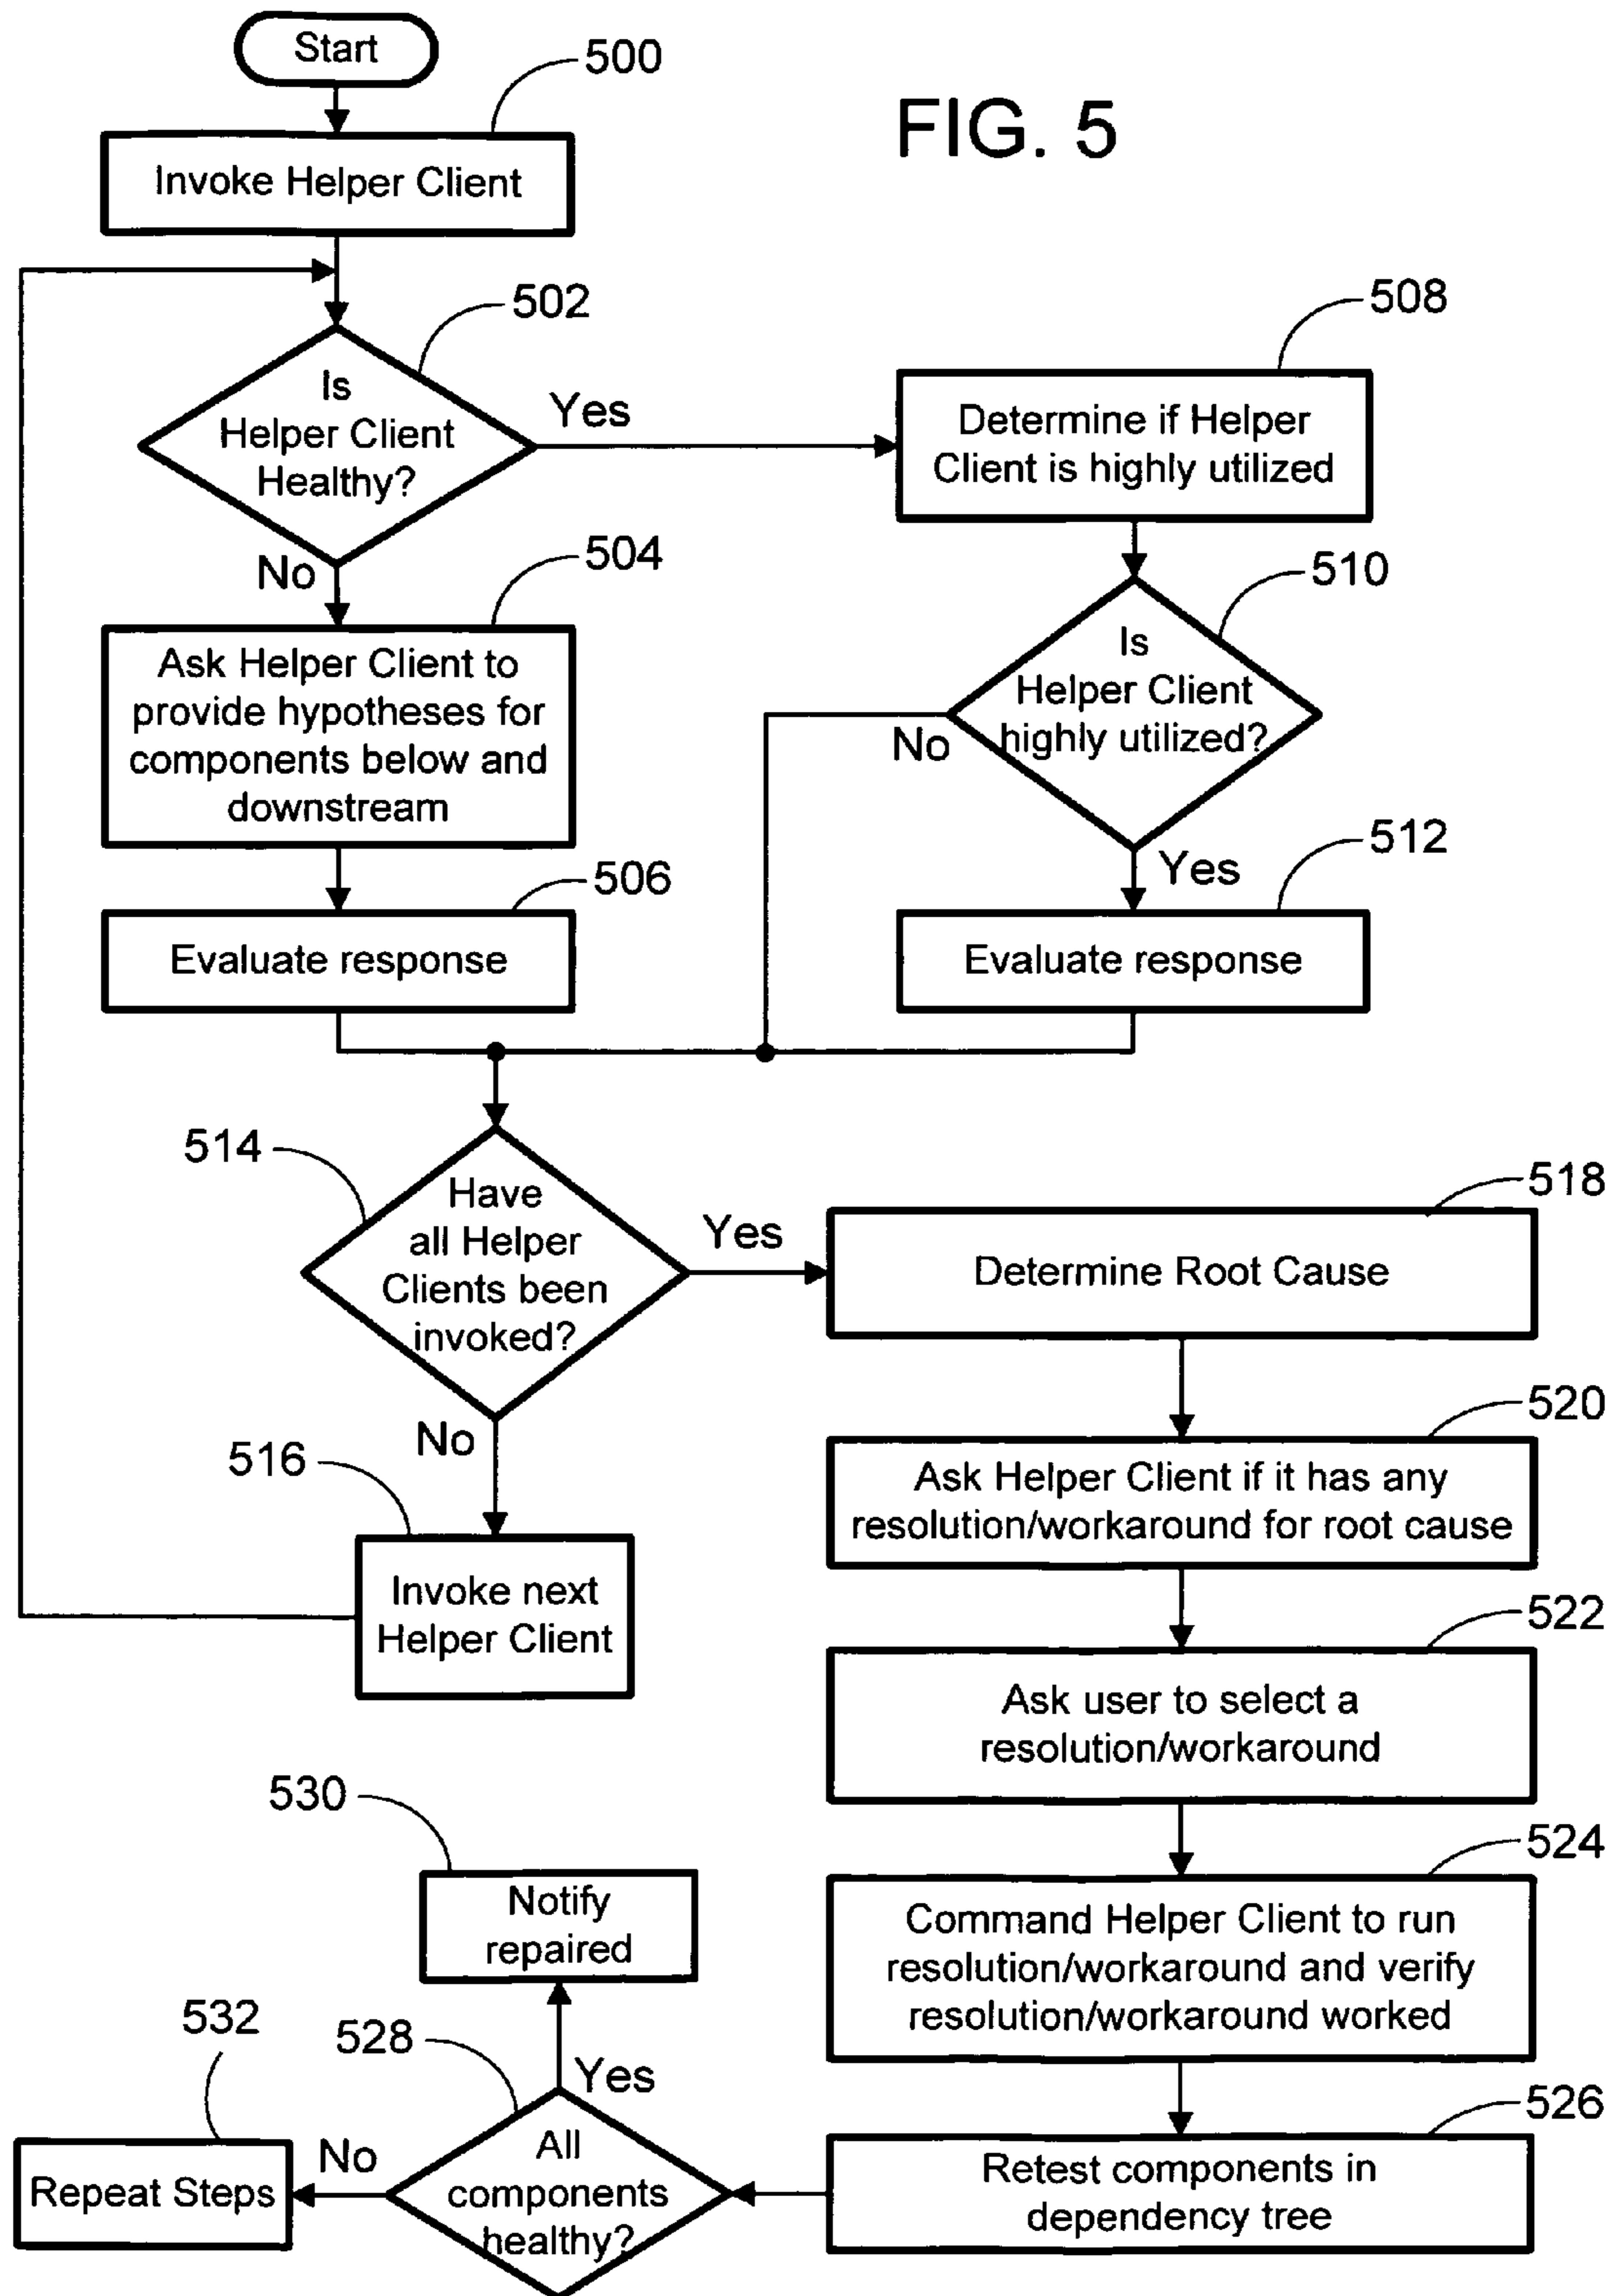 Start
500
FIG. 5
Invoke Helper Client
502
508
Is
Helper Client
Healthy?
Yes
Determine if Helper
Client is highly utilized
No
504
510
Ask Helper Client to
provide hypotheses for
components below and
downstream
Is
Helper Client
highly utilized?
No
506
512
Yes
Evaluate response
Evaluate response
514
518
Have
all Helper
Clients been
invoked?
Yes
Determine Root Cause
No
516
520
Ask Helper Client if it has any
resolution/workaround for root cause
Invoke next
Helper Client
522
Ask user to select a
resolution/workaround
530
524
Notify
repaired
Command Helper Client to run
resolution/workaround and verify
resolution/workaround worked
532
528
Yes
526
No
Repeat Steps
All
components
healthy?
Retest components in
dependency tree